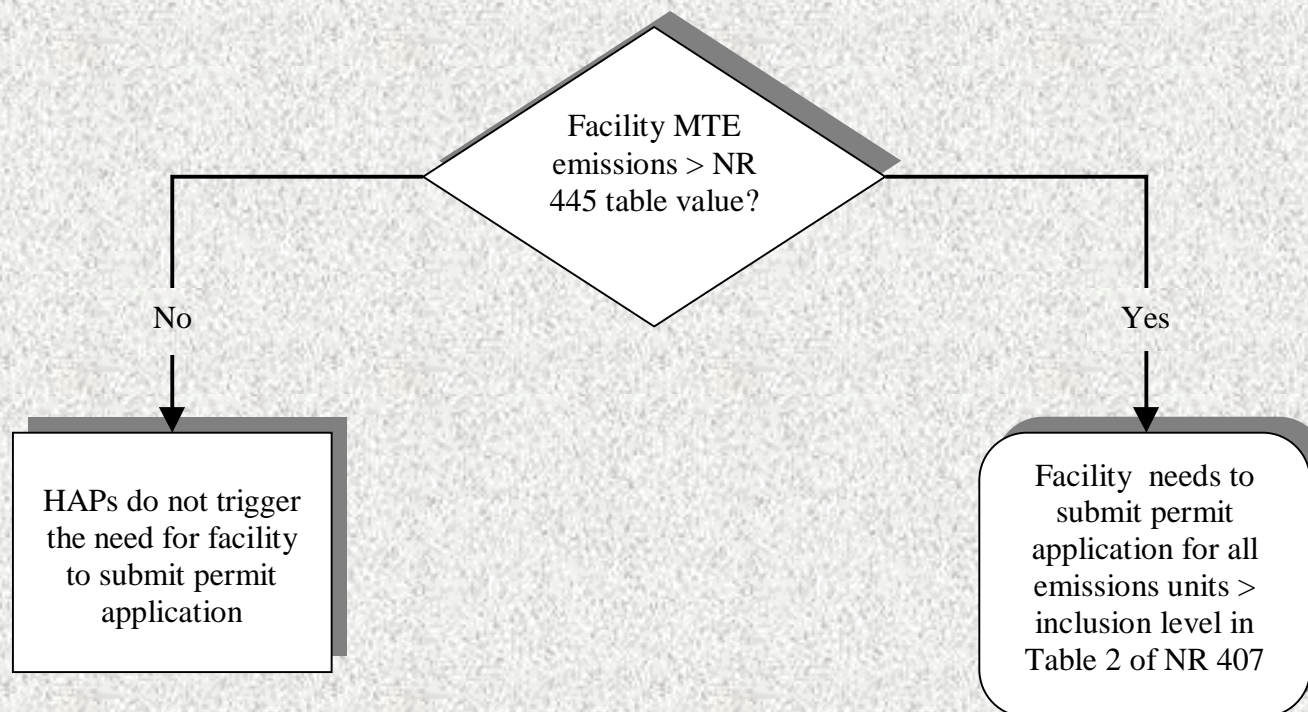 Facility MTE
emissions > NR
445 table value?
No
Yes
HAPs do not trigger
the need for facility
to submit permit
application
Facility needs to
submit permit
application for all
emissions units >
inclusion level in
Table 2 of NR 407